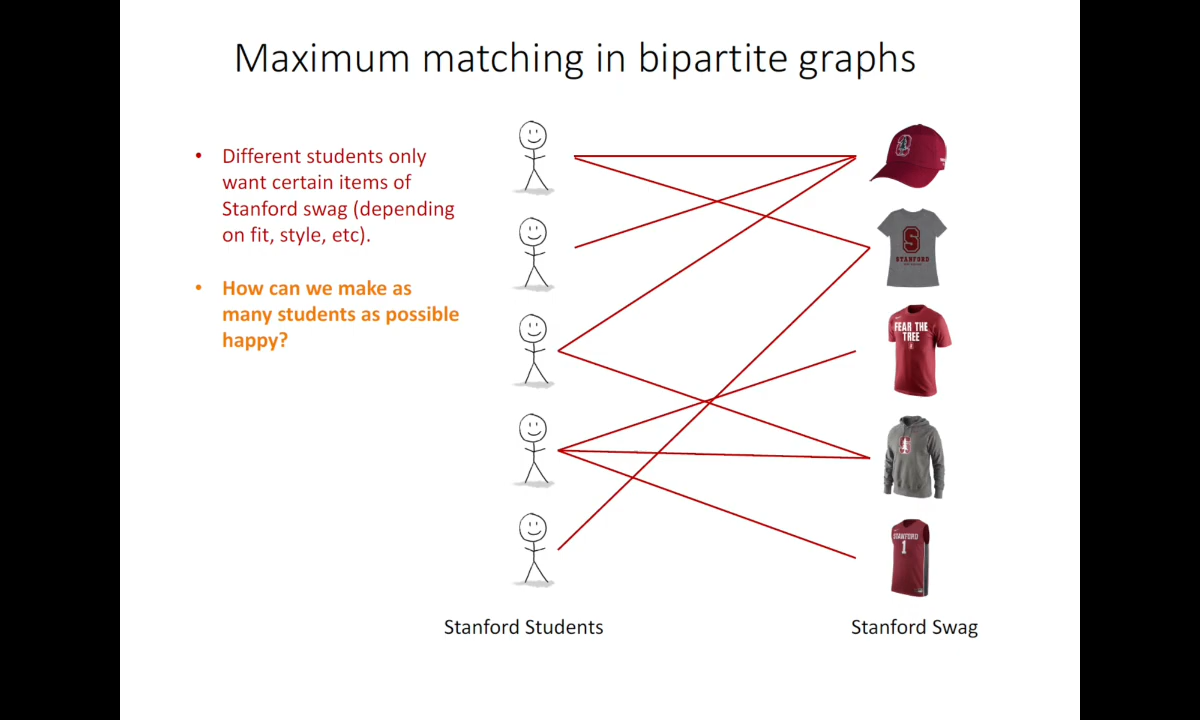 Maximum matching in bipartite graphs
• Different students only
want certain items of
Stanford swag (depending
on fit, style, etc).
• How can we make as
many students as possible
happy?
S
STANFORD
FEAR THE
TREE
STANFORD
1
Stanford Students
Stanford Swag